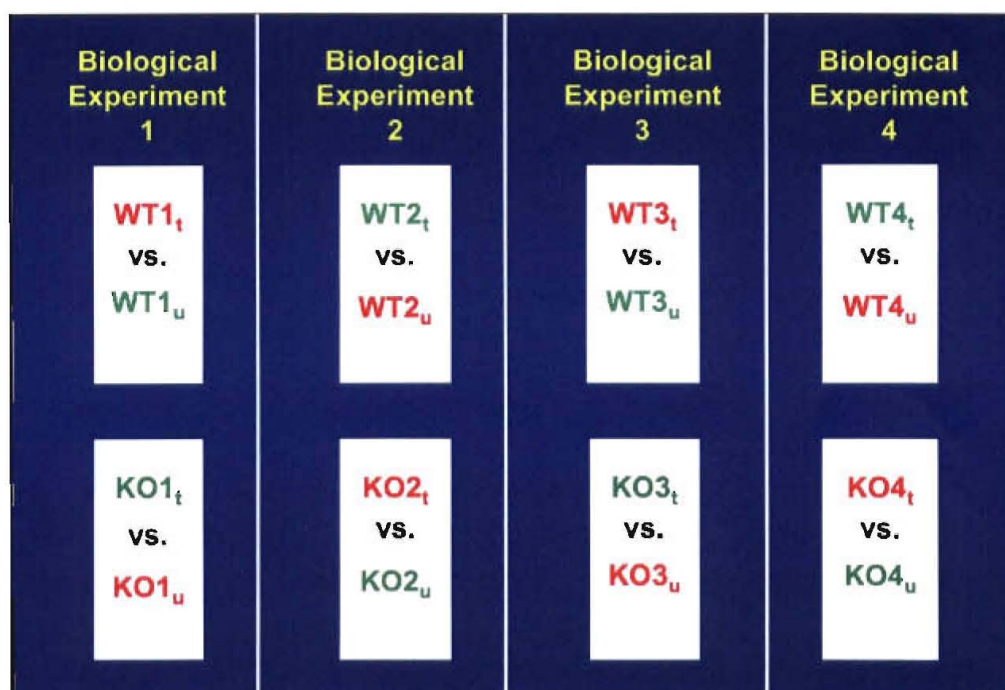 Biological
Experiment
1
WT1t
vs.
WT1u
KO1t
vs.
KO1u
Biological
Experiment
2
WT2t
vs.
WT2u
KO2t
vs.
KO2u
Biological
Experiment
3
WT3t
vs.
WT3u
KO3t
vs.
KO3u
Biological
Experiment
4
WT4t
vs.
WT4u
KO4t
vs.
KO4u